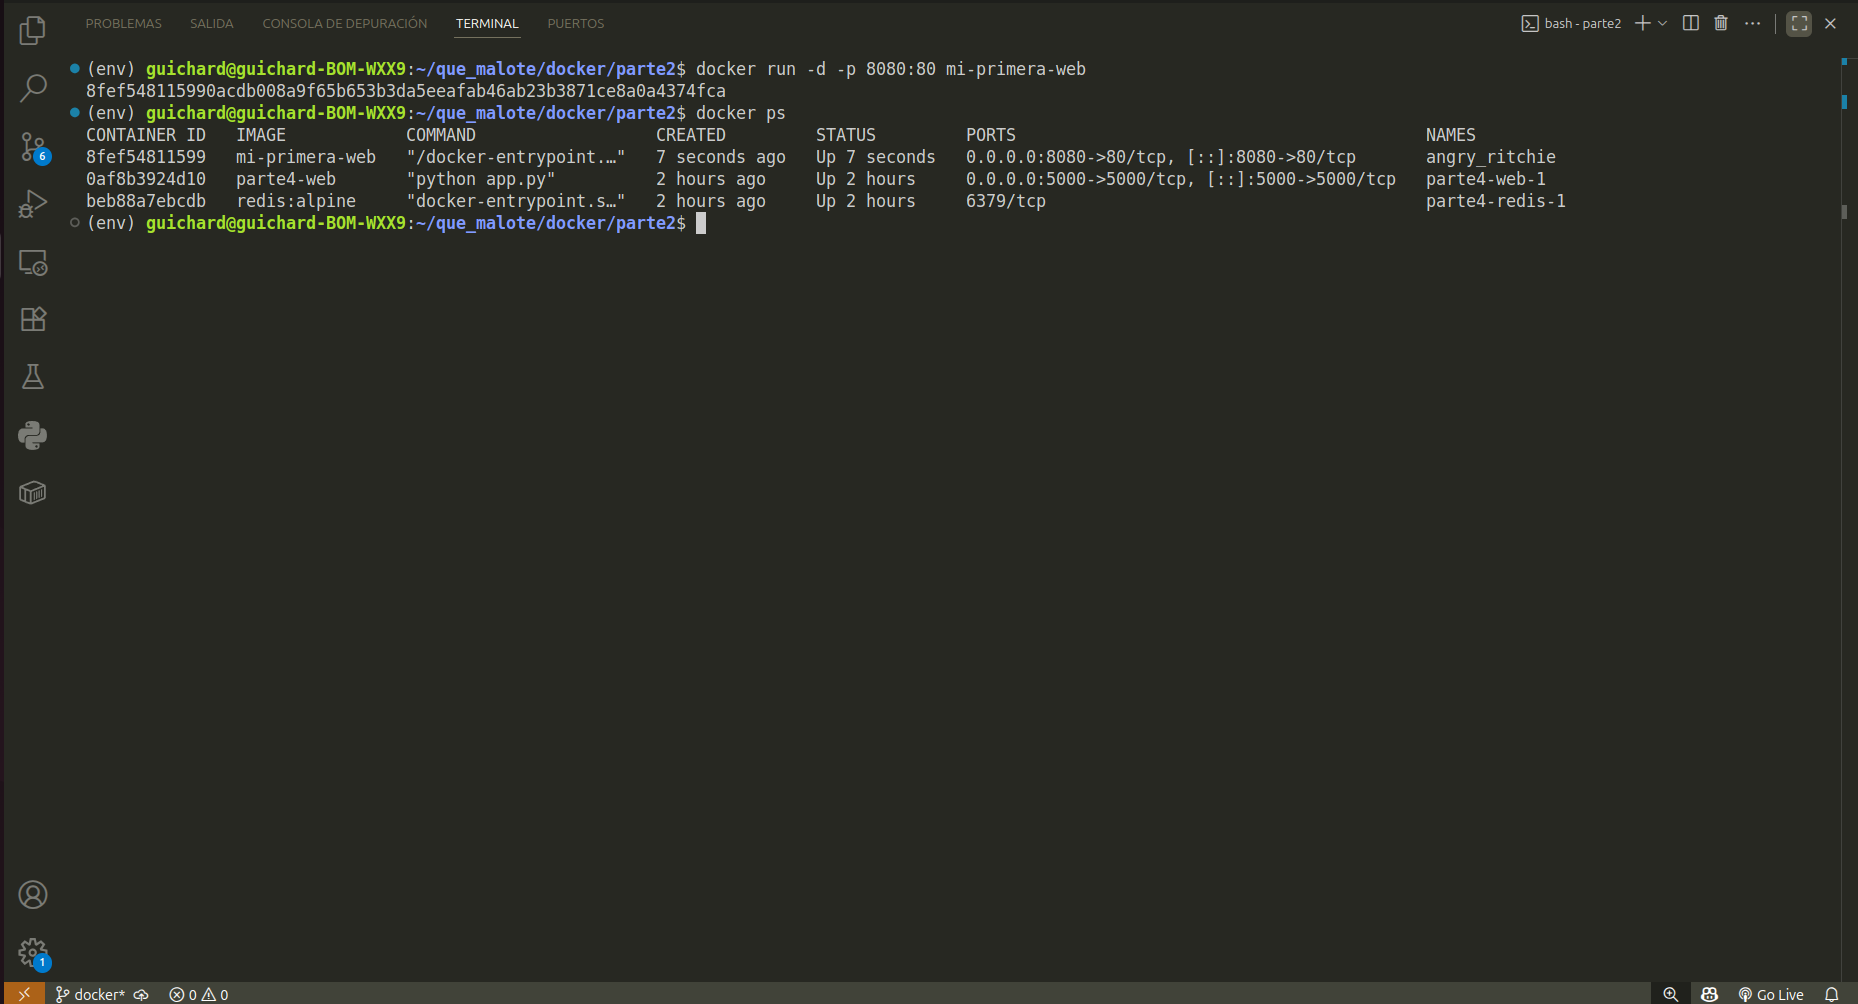 PROBLEMAS SALIDA CONSOLA DE DEPURACIÓN TERMINAL PUERTOS bash - parte2
(env) guichard@guichard-BOM-WXX9:~/que_malote/docker/parte2$ docker run -d -p 8080:80 mi-primera-web
8fef548115990acdb008a9f65b653b3da5eeafab46ab23b3871ce8a0a4374fca
(env) guichard@guichard-BOM-WXX9:~/que_malote/docker/parte2$ docker ps
CONTAINER ID IMAGE COMMAND CREATED STATUS PORTS NAMES
8fef54811599 mi-primera-web "/docker-entrypoint.…" 7 seconds ago Up 7 seconds 0.0.0.0:8080->80/tcp, [::]:8080->80/tcp angry_ritchie
0af8b3924d10 parte4-web "python app.py" 2 hours ago Up 2 hours 0.0.0.0:5000->5000/tcp, [::]:5000->5000/tcp parte4-web-1
beb88a7ebcdb redis:alpine "docker-entrypoint.s…" 2 hours ago Up 2 hours 6379/tcp parte4-redis-1
(env) guichard@guichard-BOM-WXX9:~/que_malote/docker/parte2$
6
1
docker* 0 0 Go Live